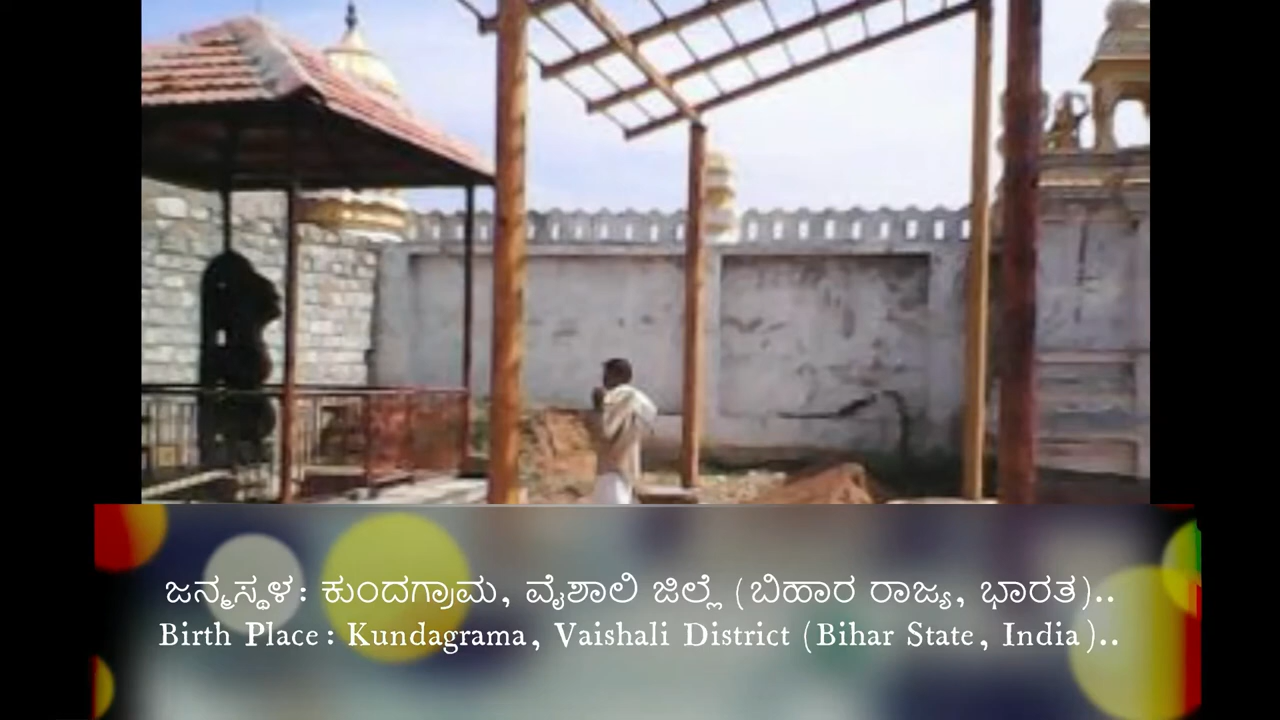 ಜನ್ಮಸ್ಥಳ: ಕುಂದಗ್ರಾಮ, ವೈಶಾಲಿ ಜಿಲ್ಲೆ (ಬಿಹಾರ ರಾಜ್ಯ, ಭಾರತ)..
Birth Place: Kundagrama, Vaishali District (Bihar State, India)..